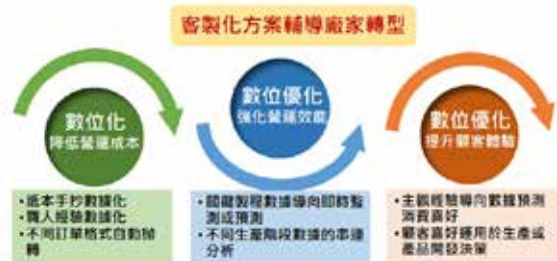 客製化方案輔導廠家轉型
數位化
降低營運成本
數位優化
強化營運效能
數位優化
提升顧客體驗
•紙本手抄數據化
•職人經驗數據化
•不同訂單格式自動拋
轉
•關鍵製程數據導向即時監
測或預測
•不同生產階段數據的串連
分析
•主觀經驗導向數據預測
消費喜好
•顧客喜好運用於生產或
產品開發決策